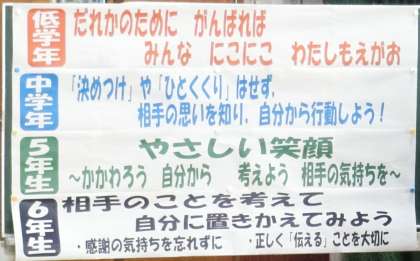 低学年
だれかのために がんばれば
みんな にこにこ わたしもえがお
中学年
「決めつけ」や「ひとくくり」はせず、
相手の思いを知り、自分から行動しよう！
5年生
やさしい笑顔
～かかわろう 自分から 考えよう 相手の気持ちを～
6年生
相手のことを考えて
自分に置きかえてみよう
・感謝の気持ちを忘れずに ・正しく「伝える」ことを大切に